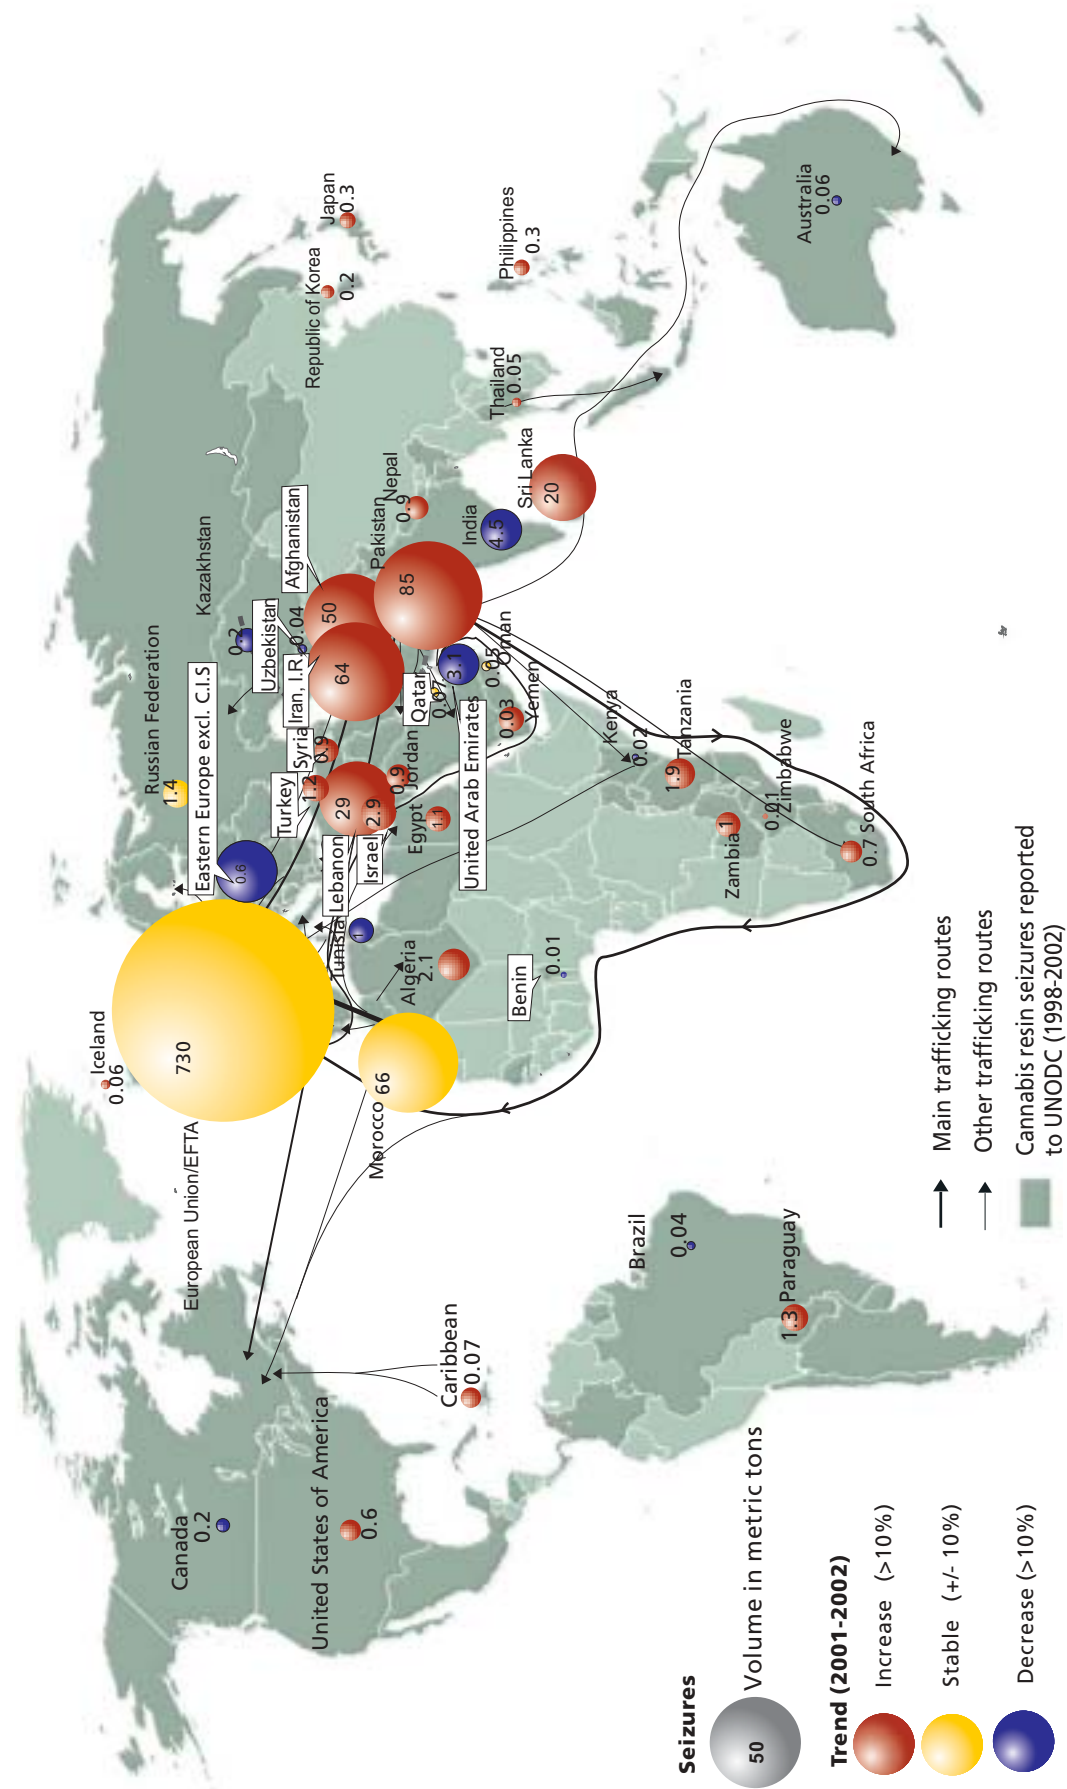 Iceland
0.06
European Union/EFTA
730
Eastern Europe excl. C.I.S
0.6
Russian Federation
1.4
Kazakhstan
0.2
Uzbekistan
0.04
Afghanistan
50
Iran, I.R.
64
Pakistan
85
Nepal
0.9
India
4.5
Sri Lanka
20
Republic of Korea
0.2
Japan
0.3
Philippines
0.3
Thailand
0.05
Australia
0.06
Turkey
1.2
Syria
0.9
Lebanon
29
Israel
2.9
Jordan
0.9
Egypt
1.1
Qatar
0.07
United Arab Emirates
3.1
Oman
0.05
Yemen
0.03
Tunisia
1
Algeria
2.1
Morocco
66
Benin
0.01
Kenya
0.02
Tanzania
1.9
Zambia
1
Zimbabwe
0.01
South Africa
0.7
Canada
0.2
United States of America
0.6
Caribbean
0.07
Brazil
0.04
Paraguay
1.3
Seizures
50
Volume in metric tons
Trend (2001-2002)
Increase (>10%)
Stable (+/- 10%)
Decrease (>10%)
Main trafficking routes
Other trafficking routes
Cannabis resin seizures reported
to UNODC (1998-2002)